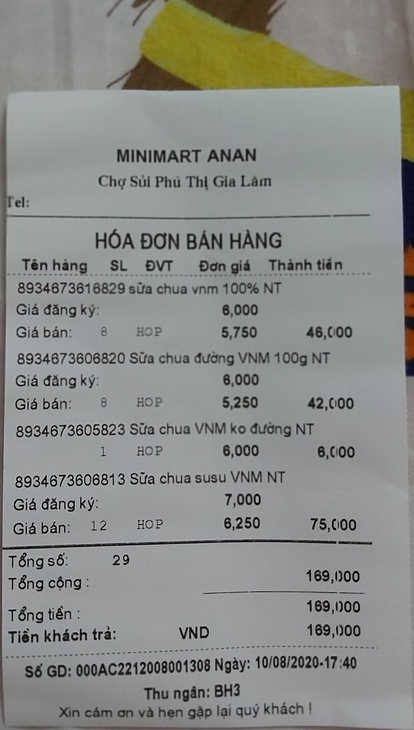 MINIMART ANAN
Chợ Sủi Phú Thị Gia Lâm
Tel:
HÓA ĐƠN BÁN HÀNG
Tên hàng SL ĐVT Đơn giá Thành tiền
8934673616829 sữa chua vnm 100% NT
Giá đăng ký: 6,000
Giá bán: 8 HOP 5,750 46,000
8934673606820 Sữa chua đường VNM 100g NT
Giá đăng ký: 6,000
Giá bán: 8 HOP 5,250 42,000
8934673605823 Sữa chua VNM ko đường NT
1 HOP 6,000 6,000
8934673606813 Sữa chua susu VNM NT
Giá đăng ký: 7,000
Giá bán: 12 HOP 6,250 75,000
Tổng số: 29
Tổng cộng : 169,000
Tổng tiền : 169,000
Tiền khách trả: VND 169,000
Số GD: 000AC2212008001308 Ngày: 10/08/2020-17:40
Thu ngân: BH3
Xin cảm ơn và hẹn gặp lại quý khách !